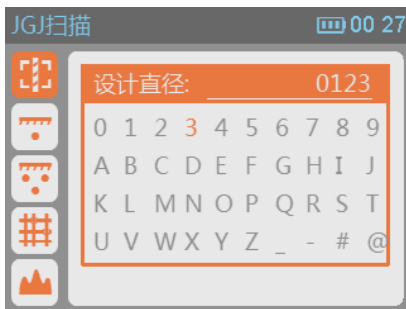 JGJ扫描 00 27
设计直径: 0123
0 1 2 3 4 5 6 7 8 9
A B C D E F G H I J
K L M N O P Q R S T
U V W X Y Z _ - # @